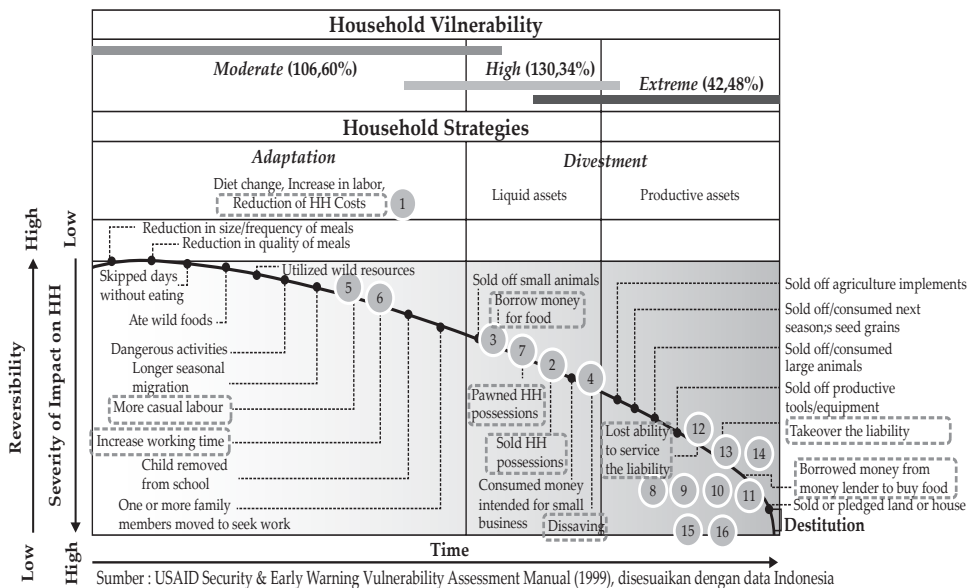 Household Vilnerability
Moderate (106,60%)
High (130,34%)
Extreme (42,48%)
Household Strategies
Adaptation
Divestment
Diet change, Increase in labor,
Reduction of HH Costs
1
Liquid assets
Productive assets
High
Low
Reversibility
Severity of Impact on HH
Low
High
Reduction in size/frequency of meals
Reduction in quality of meals
Skipped days
without eating
Utilized wild resources
Ate wild foods
Dangerous activities
Longer seasonal
migration
More casual labour
Increase working time
Child removed
from school
One or more family
members moved to seek work
5
6
Sold off small animals
Borrow money
for food
3
7
2
4
Pawned HH
possessions
Sold HH
possessions
Consumed money
intended for small
business
Dissaving
Lost ability
to service
the liability
12
13
14
8
9
10
11
15
16
Sold off agriculture implements
Sold off/consumed next
season;s seed grains
Sold off/consumed
large animals
Sold off productive
tools/equipment
Takeover the liability
Borrowed money from
money lender to buy food
Sold or pledged land or house
Destitution
Time
Sumber : USAID Security & Early Warning Vulnerability Assessment Manual (1999), disesuaikan dengan data Indonesia